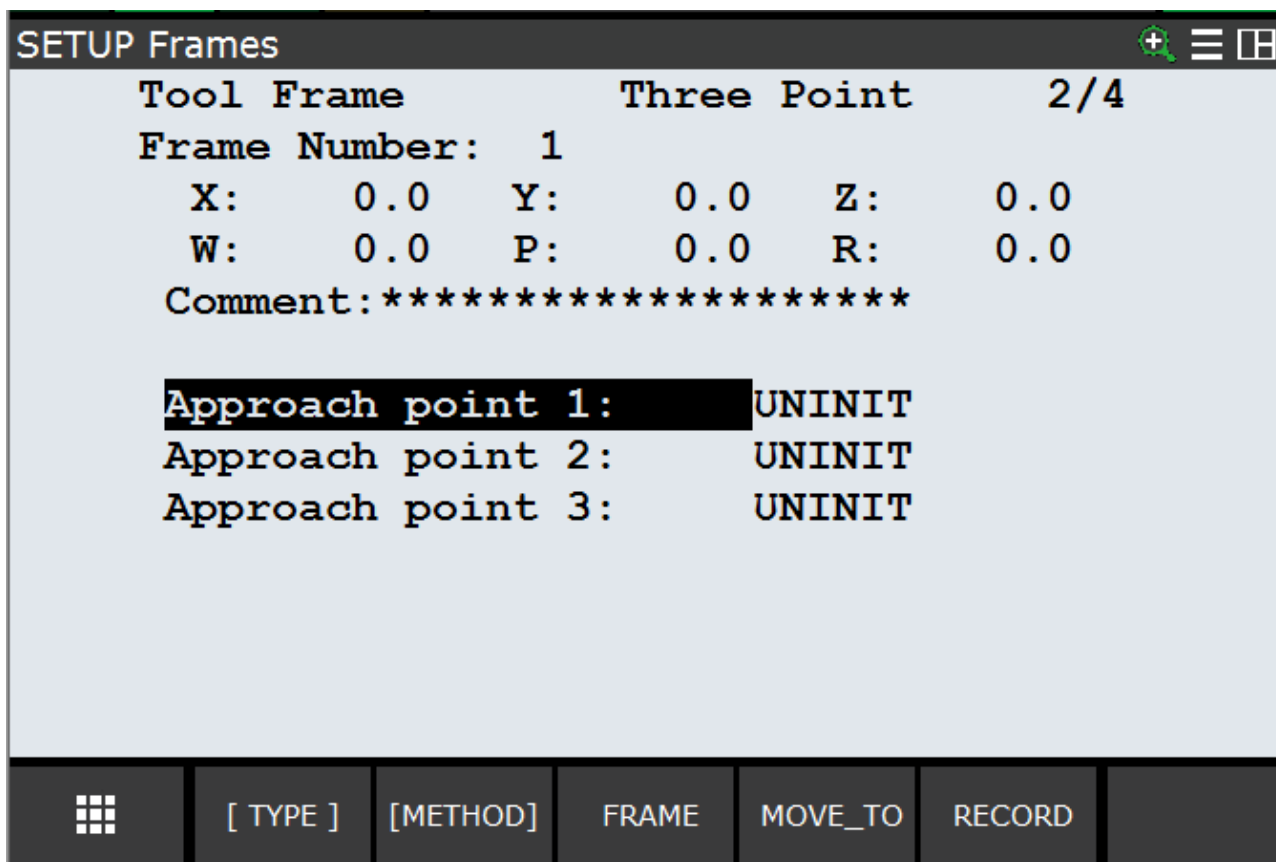 SETUP Frames
Tool Frame Three Point 2/4
Frame Number: 1
X: 0.0 Y: 0.0 Z: 0.0
W: 0.0 P: 0.0 R: 0.0
Comment:********************
Approach point 1: UNINIT
Approach point 2: UNINIT
Approach point 3: UNINIT
[ TYPE ] [METHOD] FRAME MOVE_TO RECORD